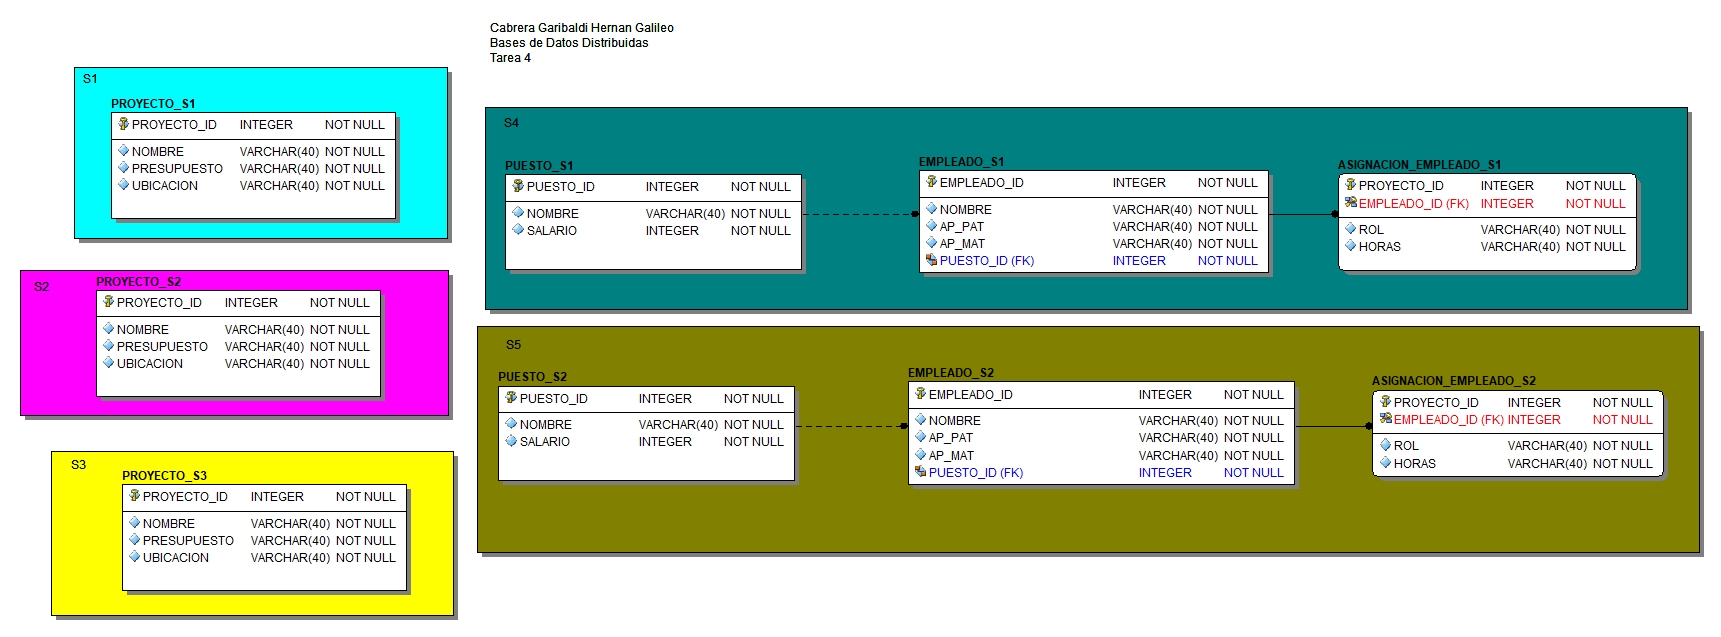 Cabrera Garibaldi Hernan Galileo
Bases de Datos Distribuidas
Tarea 4
S1
PROYECTO_S1
PROYECTO_ID INTEGER NOT NULL
NOMBRE VARCHAR(40) NOT NULL
PRESUPUESTO VARCHAR(40) NOT NULL
UBICACION VARCHAR(40) NOT NULL
S2
PROYECTO_S2
PROYECTO_ID INTEGER NOT NULL
NOMBRE VARCHAR(40) NOT NULL
PRESUPUESTO VARCHAR(40) NOT NULL
UBICACION VARCHAR(40) NOT NULL
S3
PROYECTO_S3
PROYECTO_ID INTEGER NOT NULL
NOMBRE VARCHAR(40) NOT NULL
PRESUPUESTO VARCHAR(40) NOT NULL
UBICACION VARCHAR(40) NOT NULL
S4
PUESTO_S1
PUESTO_ID INTEGER NOT NULL
NOMBRE VARCHAR(40) NOT NULL
SALARIO INTEGER NOT NULL
EMPLEADO_S1
EMPLEADO_ID INTEGER NOT NULL
NOMBRE VARCHAR(40) NOT NULL
AP_PAT VARCHAR(40) NOT NULL
AP_MAT VARCHAR(40) NOT NULL
PUESTO_ID (FK) INTEGER NOT NULL
ASIGNACION_EMPLEADO_S1
PROYECTO_ID INTEGER NOT NULL
EMPLEADO_ID (FK) INTEGER NOT NULL
ROL VARCHAR(40) NOT NULL
HORAS VARCHAR(40) NOT NULL
S5
PUESTO_S2
PUESTO_ID INTEGER NOT NULL
NOMBRE VARCHAR(40) NOT NULL
SALARIO INTEGER NOT NULL
EMPLEADO_S2
EMPLEADO_ID INTEGER NOT NULL
NOMBRE VARCHAR(40) NOT NULL
AP_PAT VARCHAR(40) NOT NULL
AP_MAT VARCHAR(40) NOT NULL
PUESTO_ID (FK) INTEGER NOT NULL
ASIGNACION_EMPLEADO_S2
PROYECTO_ID INTEGER NOT NULL
EMPLEADO_ID (FK) INTEGER NOT NULL
ROL VARCHAR(40) NOT NULL
HORAS VARCHAR(40) NOT NULL